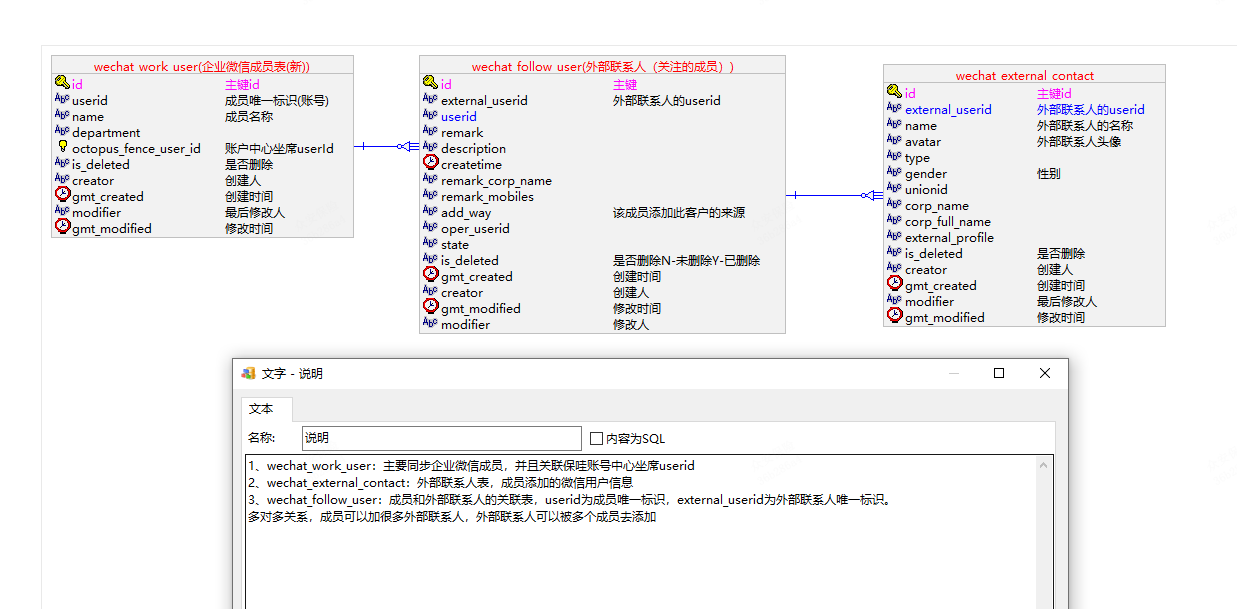 wechat work user(企业微信成员表(新))
id 主键id
userid 成员唯一标识(账号)
name 成员名称
department
octopus_fence_user_id 账户中心坐席userId
is_deleted 是否删除
creator 创建人
gmt_created 创建时间
modifier 最后修改人
gmt_modified 修改时间
wechat follow user(外部联系人（关注的成员）)
id 主键
external_userid 外部联系人的userid
userid
remark
description
createtime
remark_corp_name
remark_mobiles
add_way 该成员添加此客户的来源
oper_userid
state
is_deleted 是否删除N-未删除Y-已删除
gmt_created 创建时间
creator 创建人
gmt_modified 修改时间
modifier 修改人
wechat external contact
id 主键id
external_userid 外部联系人的userid
name 外部联系人的名称
avatar 外部联系人头像
type
gender 性别
unionid
corp_name
corp_full_name
external_profile
is_deleted 是否删除
creator 创建人
gmt_created 创建时间
modifier 最后修改人
gmt_modified 修改时间
文字 - 说明
文本
名称: 说明 内容为SQL
1、wechat_work_user：主要同步企业微信成员，并且关联保哇账号中心坐席userid
2、wechat_external_contact：外部联系人表，成员添加的微信用户信息
3、wechat_follow_user：成员和外部联系人的关联表，userid为成员唯一标识，external_userid为外部联系人唯一标识。
多对多关系，成员可以加很多外部联系人，外部联系人可以被多个成员去添加